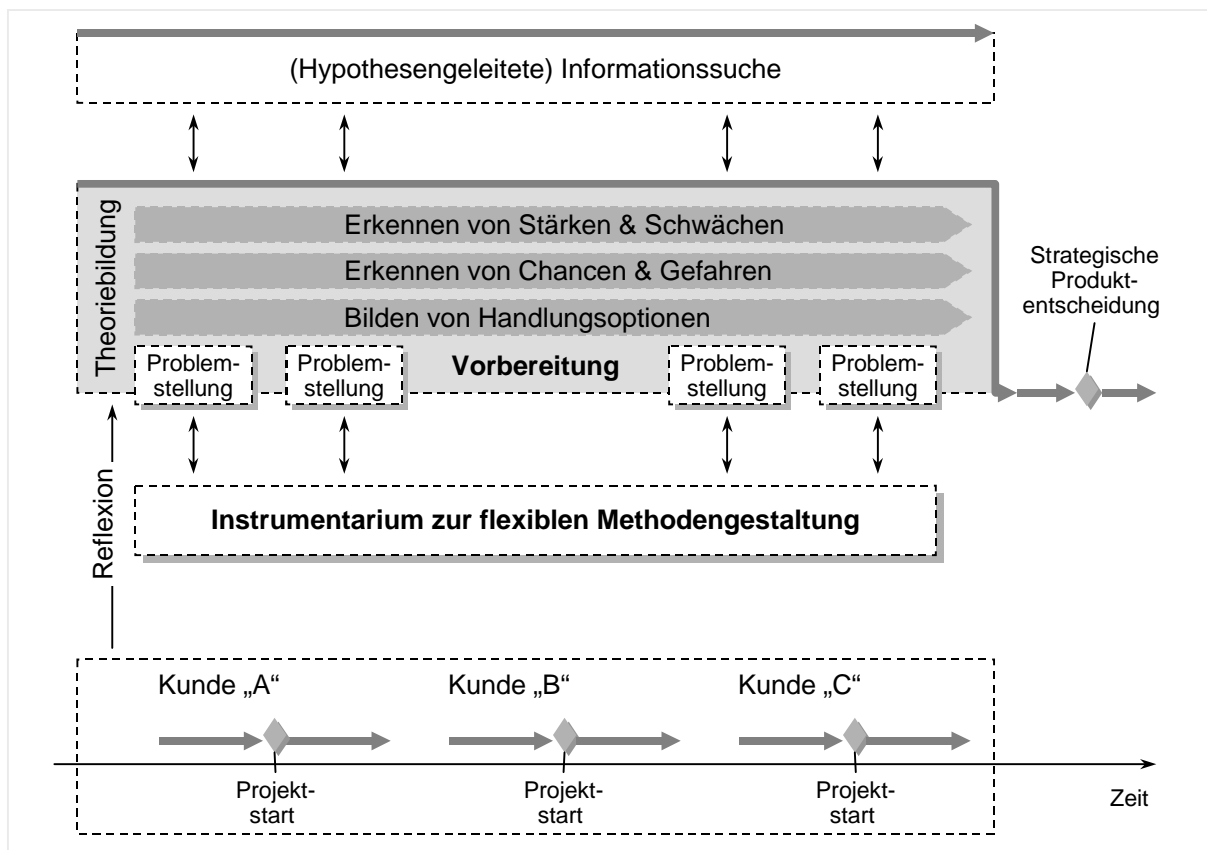 (Hypothesengeleitete) Informationssuche
Theoriebildung
Erkennen von Stärken & Schwächen
Erkennen von Chancen & Gefahren
Bilden von Handlungsoptionen
Strategische
Produkt-
entscheidung
Problem-
stellung
Problem-
stellung
Vorbereitung
Problem-
stellung
Problem-
stellung
Reflexion
Instrumentarium zur flexiblen Methodengestaltung
Kunde „A“
Kunde „B“
Kunde „C“
Projekt-
start
Projekt-
start
Projekt-
start
Zeit